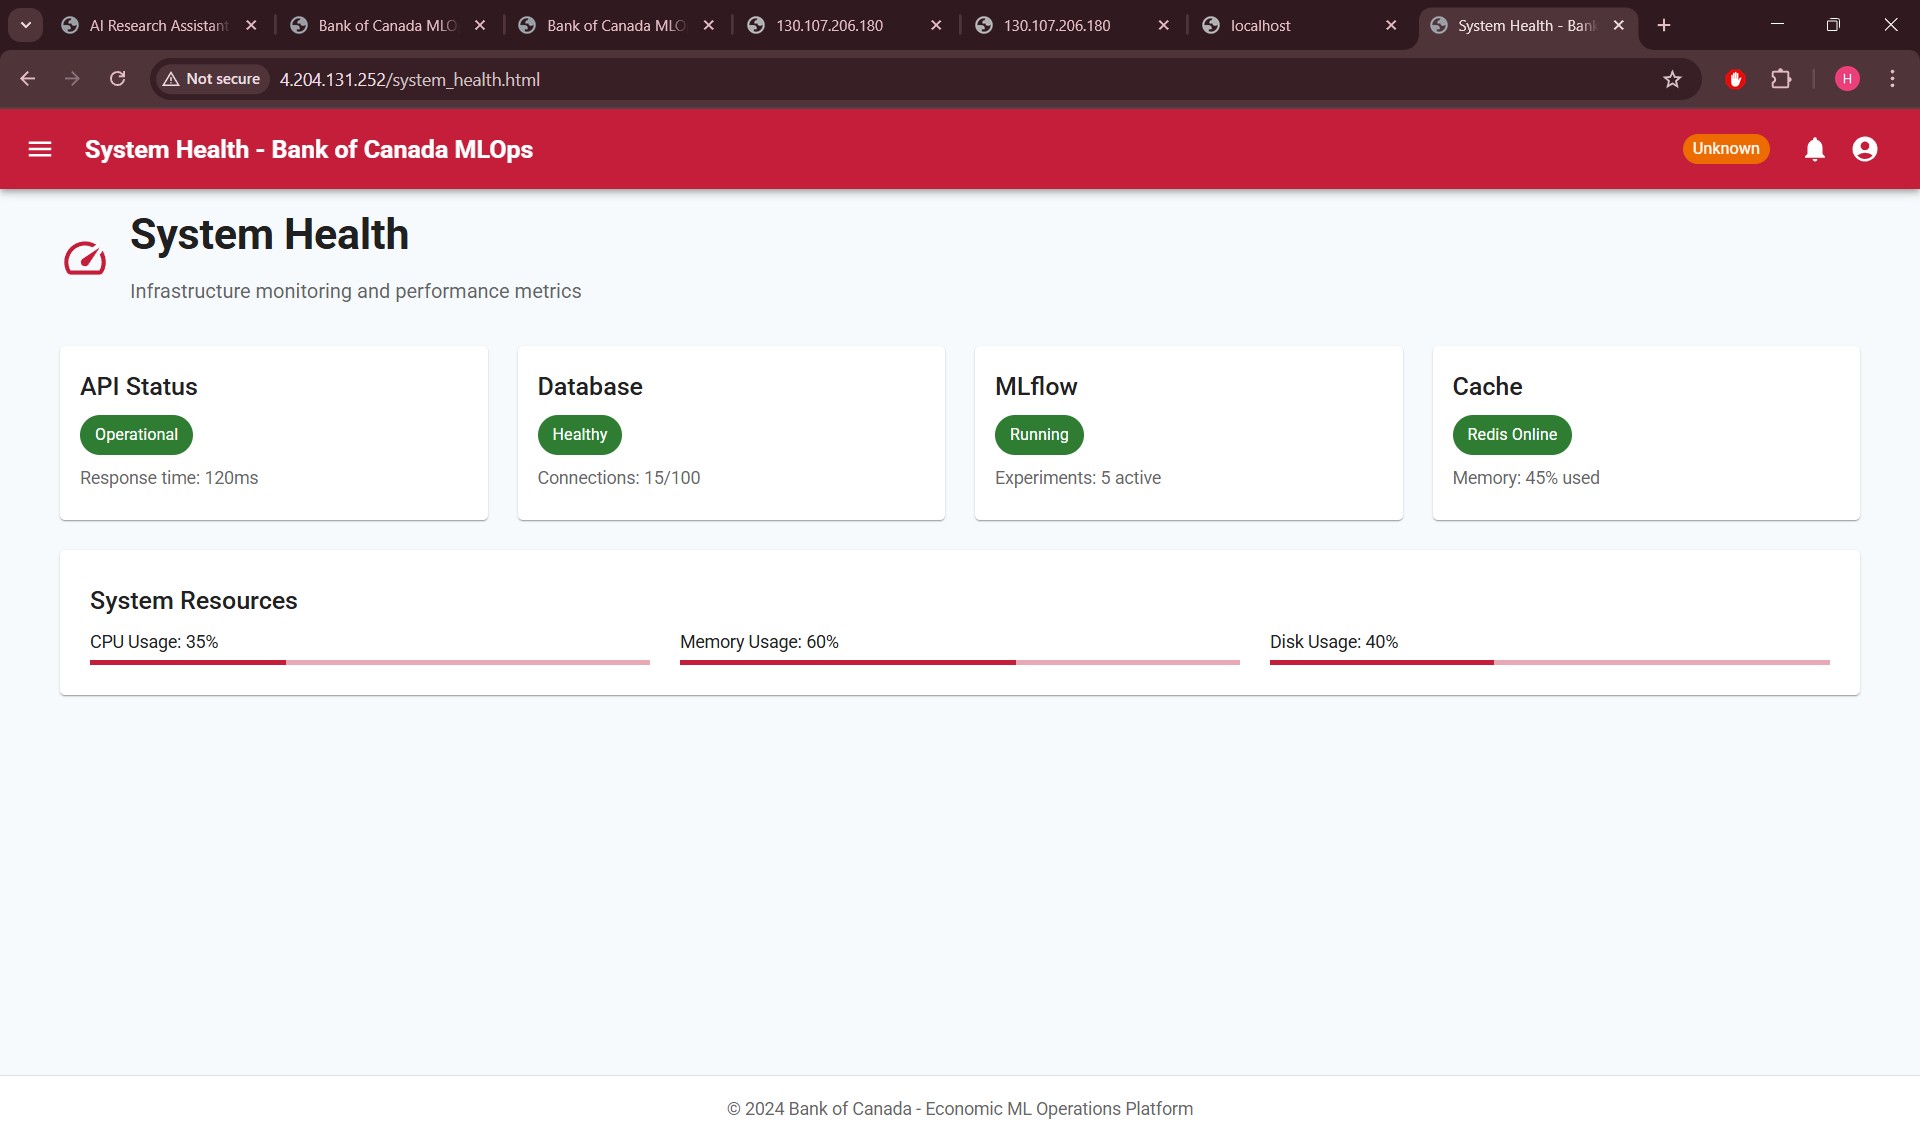 AI Research Assistant
Bank of Canada MLO
Bank of Canada MLO
130.107.206.180
130.107.206.180
localhost
System Health - Bank
Not secure
4.204.131.252/system_health.html
H
System Health - Bank of Canada MLOps
Unknown
System Health
Infrastructure monitoring and performance metrics
API Status
Operational
Response time: 120ms
Database
Healthy
Connections: 15/100
MLflow
Running
Experiments: 5 active
Cache
Redis Online
Memory: 45% used
System Resources
CPU Usage: 35%
Memory Usage: 60%
Disk Usage: 40%
© 2024 Bank of Canada - Economic ML Operations Platform